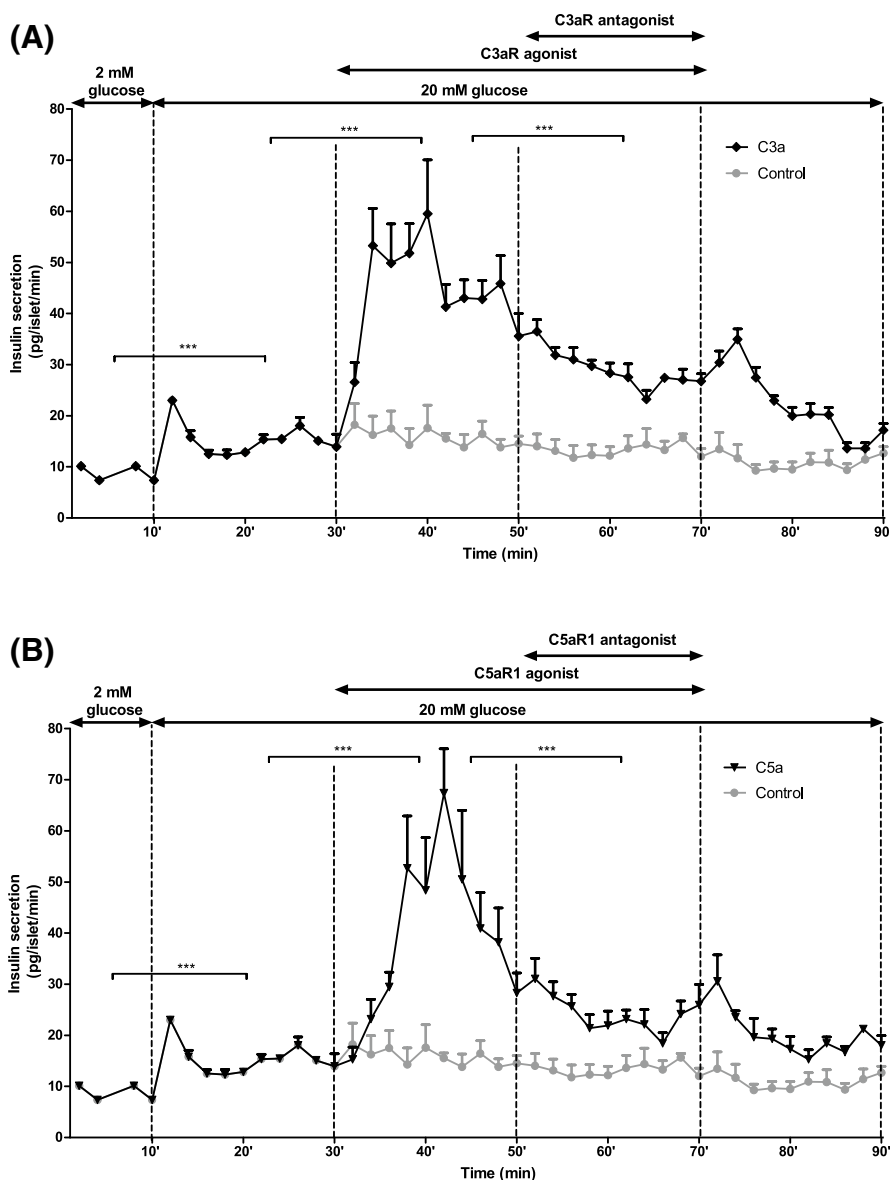 (A)
C3aR antagonist
C3aR agonist
2 mM
glucose
20 mM glucose
80
70
60
50
40
30
20
10
0
Insulin secretion
(pg/islet/min)
***
***
***
C3a
Control
10'
20'
30'
40'
50'
60'
70'
80'
90
Time (min)
(B)
C5aR1 antagonist
C5aR1 agonist
2 mM
glucose
20 mM glucose
80
70
60
50
40
30
20
10
0
Insulin secretion
(pg/islet/min)
***
***
***
C5a
Control
10'
20'
30'
40'
50'
60'
70'
80'
90'
Time (min)